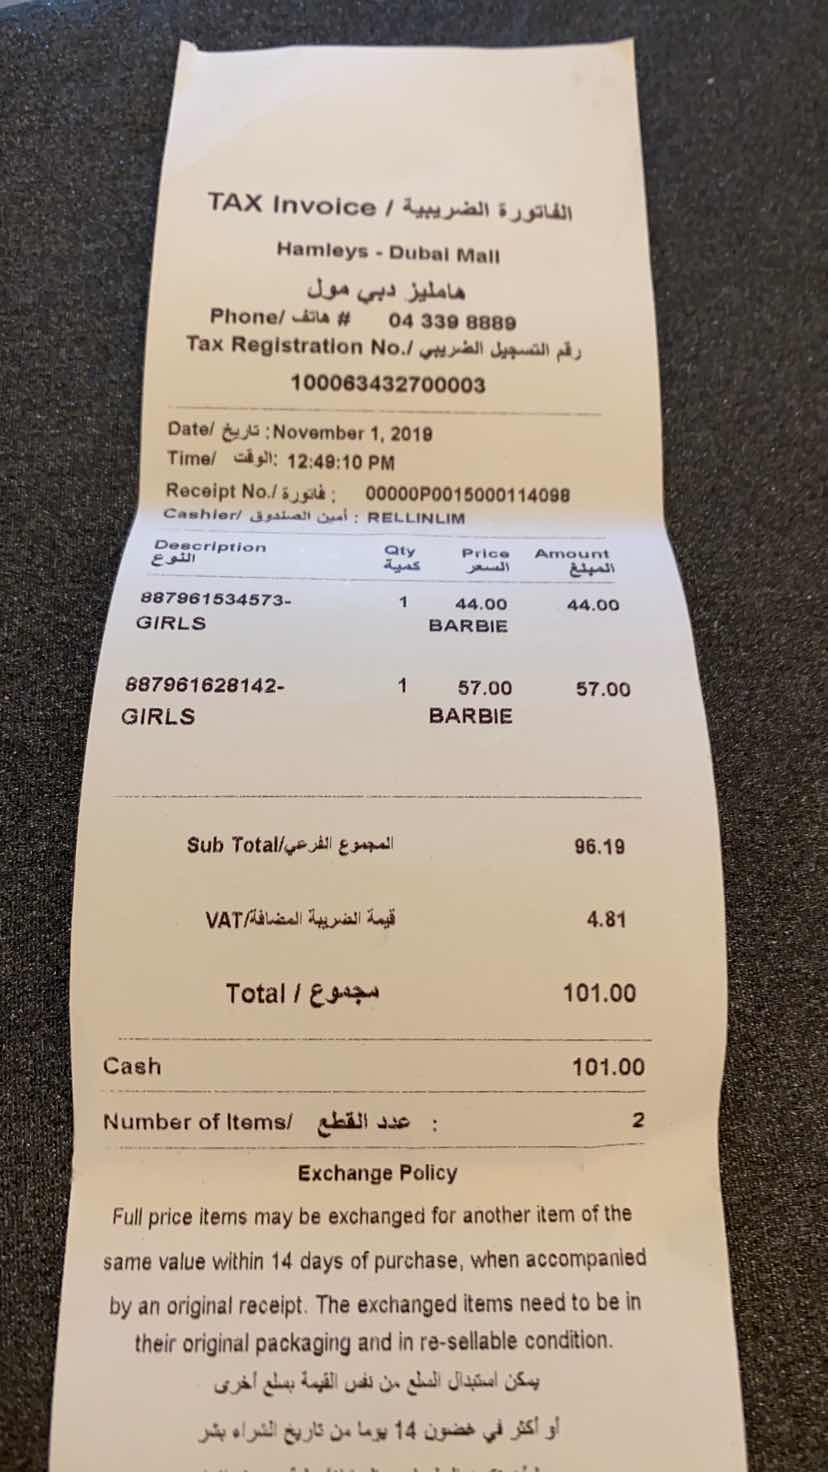 TAX Invoice / الفاتورة الضريبية
Hamleys - Dubai Mall
هامليز دبي مول
Phone/ هاتف # 04 339 8889
Tax Registration No./ رقم التسجيل الضريبي
100063432700003
Date/ تاريخ : November 1, 2019
Time/ الوقت: 12:49:10 PM
Receipt No./ فاتورة : 00000P0015000114098
Cashier/ أمين الصندوق : RELLINLIM
Description Qty Price Amount
النوع كمية السعر المبلغ
887961534573- 1 44.00 44.00
GIRLS BARBIE
887961628142- 1 57.00 57.00
GIRLS BARBIE
Sub Total/المجموع الفرعي 96.19
VAT/قيمة الضريبة المضافة 4.81
Total / مجموع 101.00
Cash 101.00
Number of Items/ عدد القطع : 2
Exchange Policy
Full price items may be exchanged for another item of the
same value within 14 days of purchase, when accompanied
by an original receipt. The exchanged items need to be in
their original packaging and in re-sellable condition.
يمكن استبدال السلع من نفس القيمة بسلع أخرى
أو أكثر في غضون 14 يوما من تاريخ الشراء بشر